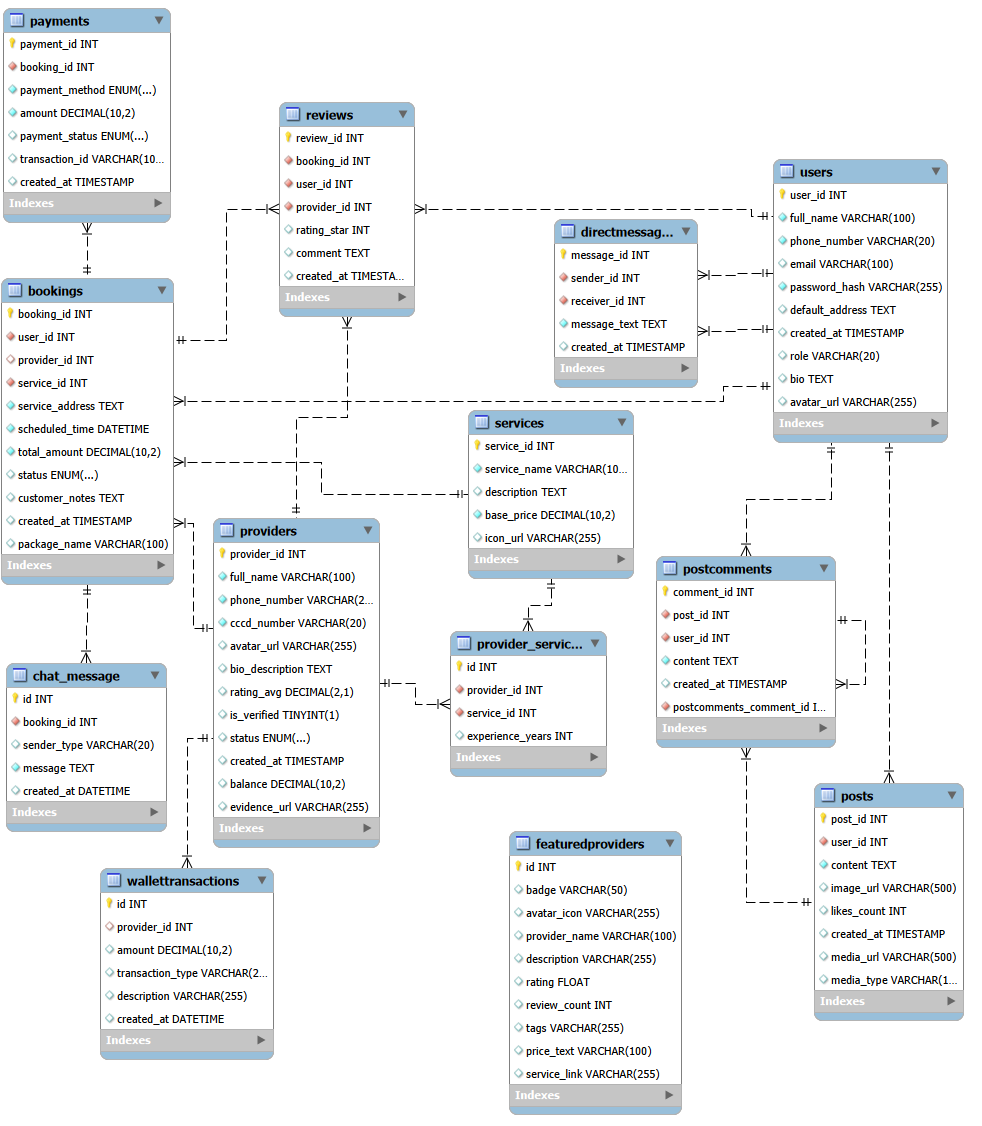 payments
payment_id INT
booking_id INT
payment_method ENUM(...)
amount DECIMAL(10,2)
payment_status ENUM(...)
transaction_id VARCHAR(10...
created_at TIMESTAMP
Indexes
reviews
review_id INT
booking_id INT
user_id INT
provider_id INT
rating_star INT
comment TEXT
created_at TIMESTA...
Indexes
users
user_id INT
full_name VARCHAR(100)
phone_number VARCHAR(20)
email VARCHAR(100)
password_hash VARCHAR(255)
default_address TEXT
created_at TIMESTAMP
role VARCHAR(20)
bio TEXT
avatar_url VARCHAR(255)
Indexes
directmessag...
message_id INT
sender_id INT
receiver_id INT
message_text TEXT
created_at TIMESTAMP
Indexes
bookings
booking_id INT
user_id INT
provider_id INT
service_id INT
service_address TEXT
scheduled_time DATETIME
total_amount DECIMAL(10,2)
status ENUM(...)
customer_notes TEXT
created_at TIMESTAMP
package_name VARCHAR(100)
Indexes
services
service_id INT
service_name VARCHAR(10...
description TEXT
base_price DECIMAL(10,2)
icon_url VARCHAR(255)
Indexes
providers
provider_id INT
full_name VARCHAR(100)
phone_number VARCHAR(2...
cccd_number VARCHAR(20)
avatar_url VARCHAR(255)
bio_description TEXT
rating_avg DECIMAL(2,1)
is_verified TINYINT(1)
status ENUM(...)
created_at TIMESTAMP
balance DECIMAL(10,2)
evidence_url VARCHAR(255)
Indexes
postcomments
comment_id INT
post_id INT
user_id INT
content TEXT
created_at TIMESTAMP
postcomments_comment_id I...
Indexes
provider_servic...
id INT
provider_id INT
service_id INT
experience_years INT
Indexes
chat_message
id INT
booking_id INT
sender_type VARCHAR(20)
message TEXT
created_at DATETIME
Indexes
posts
post_id INT
user_id INT
content TEXT
image_url VARCHAR(500)
likes_count INT
created_at TIMESTAMP
media_url VARCHAR(500)
media_type VARCHAR(1...
Indexes
featuredproviders
id INT
badge VARCHAR(50)
avatar_icon VARCHAR(255)
provider_name VARCHAR(100)
description VARCHAR(255)
rating FLOAT
review_count INT
tags VARCHAR(255)
price_text VARCHAR(100)
service_link VARCHAR(255)
Indexes
wallettransactions
id INT
provider_id INT
amount DECIMAL(10,2)
transaction_type VARCHAR(2...
description VARCHAR(255)
created_at DATETIME
Indexes